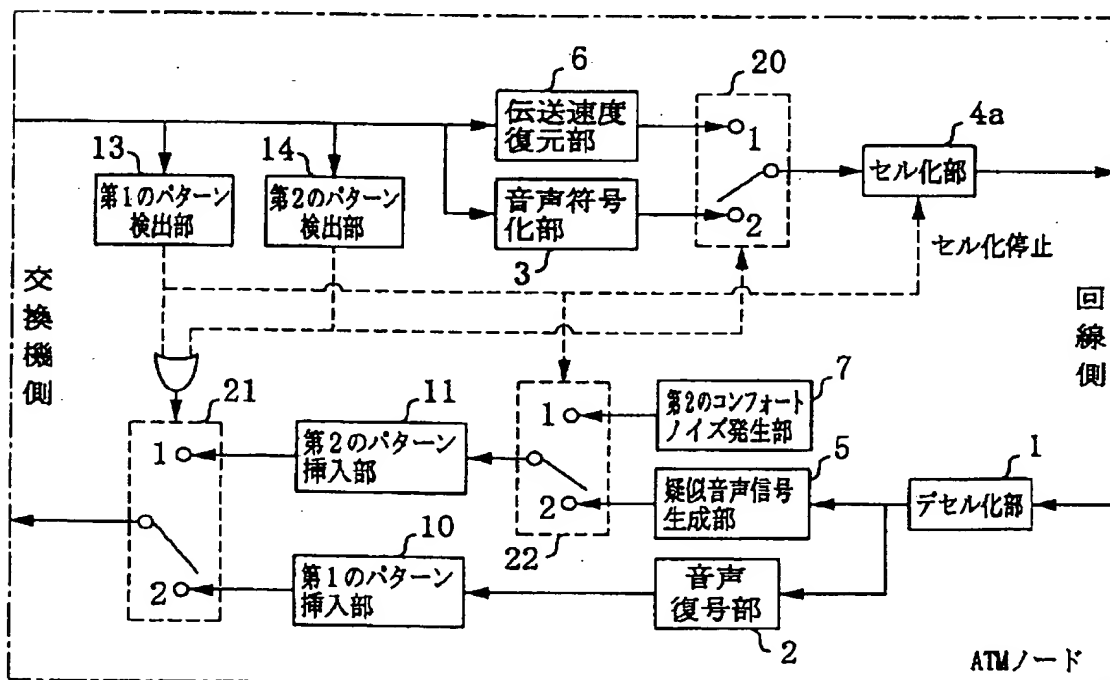 6
20
伝送速度
復元部
1
4a
13
14
第1のパターン
検出部
第2のパターン
検出部
音声符号
化部
2
セル化部
3
セル化停止
交換機側
回線側
21
11
7
1
第2のパターン
挿入部
1
第2のコンフォート
ノイズ発生部
5
1
2
疑似音声信号
生成部
デセル化部
10
22
2
第1のパターン
挿入部
音声
復号部
2
ATMノード